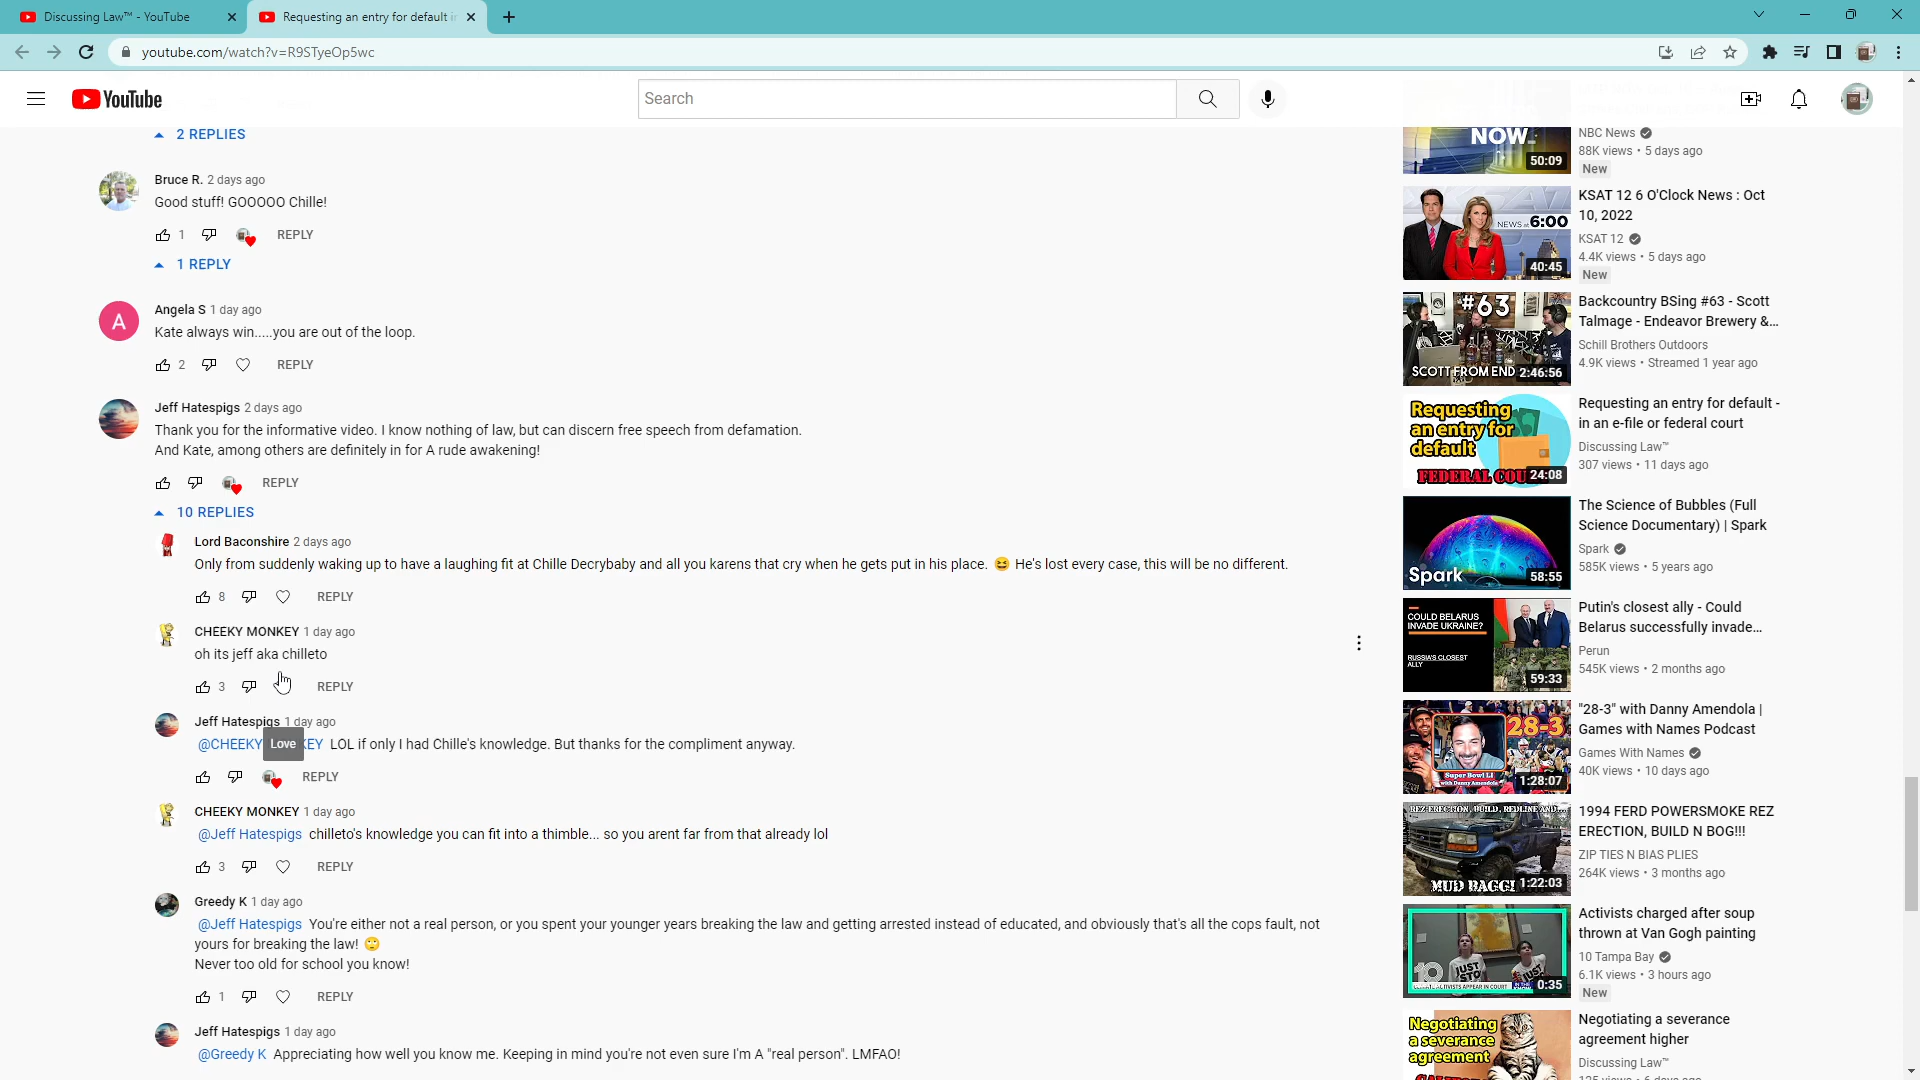 Discussing Law™ - YouTube
Requesting an entry for default in
youtube.com/watch?v=R9STyeOp5wc
YouTube
Search
2 REPLIES
Bruce R. 2 days ago
Good stuff! GOOOOO Chille!
1
REPLY
1 REPLY
A
Angela S 1 day ago
Kate always win.....you are out of the loop.
2
REPLY
Jeff Hatespigs 2 days ago
Thank you for the informative video. I know nothing of law, but can discern free speech from defamation.
And Kate, among others are definitely in for A rude awakening!
REPLY
10 REPLIES
Lord Baconshire 2 days ago
Only from suddenly waking up to have a laughing fit at Chille Decrybaby and all you karens that cry when he gets put in his place. 😆 He's lost every case, this will be no different.
8
REPLY
CHEEKY MONKEY 1 day ago
oh its jeff aka chilleto
3
REPLY
Jeff Hatespigs 1 day ago
@CHEEKY
Love
EY LOL if only I had Chille's knowledge. But thanks for the compliment anyway.
REPLY
CHEEKY MONKEY 1 day ago
@Jeff Hatespigs chilleto's knowledge you can fit into a thimble... so you arent far from that already lol
3
REPLY
Greedy K 1 day ago
@Jeff Hatespigs You're either not a real person, or you spent your younger years breaking the law and getting arrested instead of educated, and obviously that's all the cops fault, not
yours for breaking the law! 🙄
Never too old for school you know!
1
REPLY
Jeff Hatespigs 1 day ago
@Greedy K Appreciating how well you know me. Keeping in mind you're not even sure I'm A "real person". LMFAO!
NOW
50:09
NBC News
88K views • 5 days ago
New
NEWS at 6:00
40:45
KSAT 12 6 O'Clock News : Oct
10, 2022
KSAT 12
4.4K views • 5 days ago
New
#63
SCOTT FROM END
2:46:56
Backcountry BSing #63 - Scott
Talmage - Endeavor Brewery &...
Schill Brothers Outdoors
4.9K views • Streamed 1 year ago
Requesting
an entry for
default
FEDERAL COU
24:08
Requesting an entry for default -
in an e-file or federal court
Discussing Law™
307 views • 11 days ago
Spark
58:55
The Science of Bubbles (Full
Science Documentary) | Spark
Spark
585K views • 5 years ago
COULD BELARUS
INVADE UKRAINE?
RUSSIA'S CLOSEST
ALLY
59:33
Putin's closest ally - Could
Belarus successfully invade...
Perun
545K views • 2 months ago
28-3
Super Bowl LI
with Danny Amendola
1:28:07
"28-3" with Danny Amendola |
Games with Names Podcast
Games With Names
40K views • 10 days ago
REZ ERECTION, BUILD, REDLINE AND...
MUD BAGGI
1:22:03
1994 FERD POWERSMOKE REZ
ERECTION, BUILD N BOG!!!
ZIP TIES N BIAS PLIES
264K views • 3 months ago
10
JUST
STO
JUST
0:35
Activists charged after soup
thrown at Van Gogh painting
10 Tampa Bay
6.1K views • 3 hours ago
New
Negotiating
a severance
agreement
Negotiating a severance
agreement higher
Discussing Law™